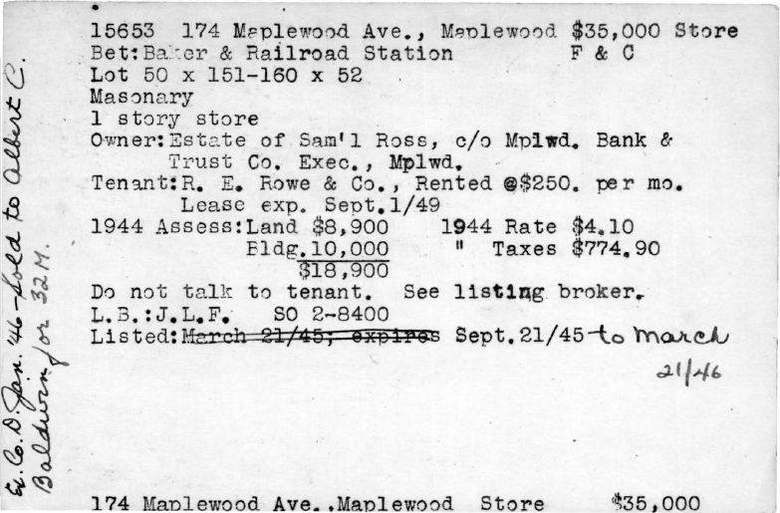 15653 174 Maplewood Ave., Maplewood $35,000 Store
Bet:Baker & Railroad Station F & C
Lot 50 x 151-160 x 52
Masonary
1 story store
Owner:Estate of Sam'l Ross, c/o Mplwd. Bank &
Trust Co. Exec., Mplwd.
Tenant:R. E. Rowe & Co., Rented @$250. per mo.
Lease exp. Sept.1/49
1944 Assess:Land $8,900 1944 Rate $4.10
Bldg.10,000 " Taxes $774.90
$18,900
Do not talk to tenant. See listing broker.
L.B.:J.L.F. SO 2-8400
Listed:March 21/45; expires Sept.21/45 to March
21/46
174 Maplewood Ave.,Maplewood Store $35,000
Ex. Co. D. Jan. '46 - Sold to Albert C.
Baldwin for 32M.